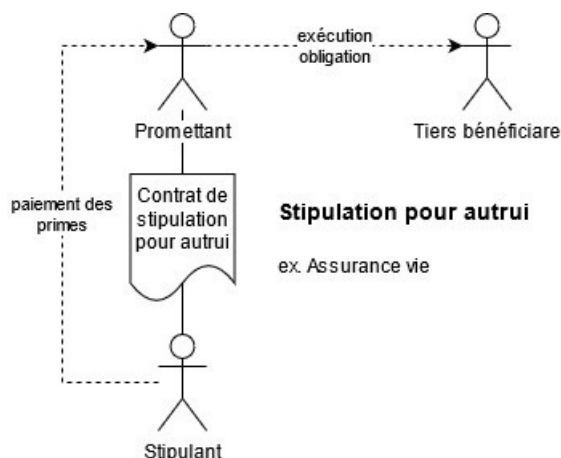 exécution
obligation
Promettant
Tiers bénéficiare
paiement des
primes
Contrat de
stipulation
pour autrui
Stipulation pour autrui
ex. Assurance vie
Stipulant